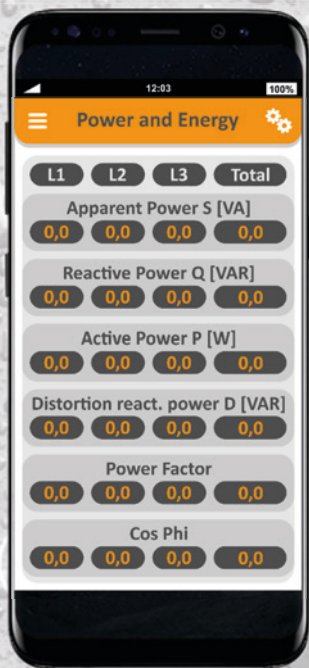 12:03
100%
Power and Energy
L1 L2 L3 Total
Apparent Power S [VA]
0,0 0,0 0,0 0,0
Reactive Power Q [VAR]
0,0 0,0 0,0 0,0
Active Power P [W]
0,0 0,0 0,0 0,0
Distortion react. power D [VAR]
0,0 0,0 0,0 0,0
Power Factor
0,0 0,0 0,0 0,0
Cos Phi
0,0 0,0 0,0 0,0